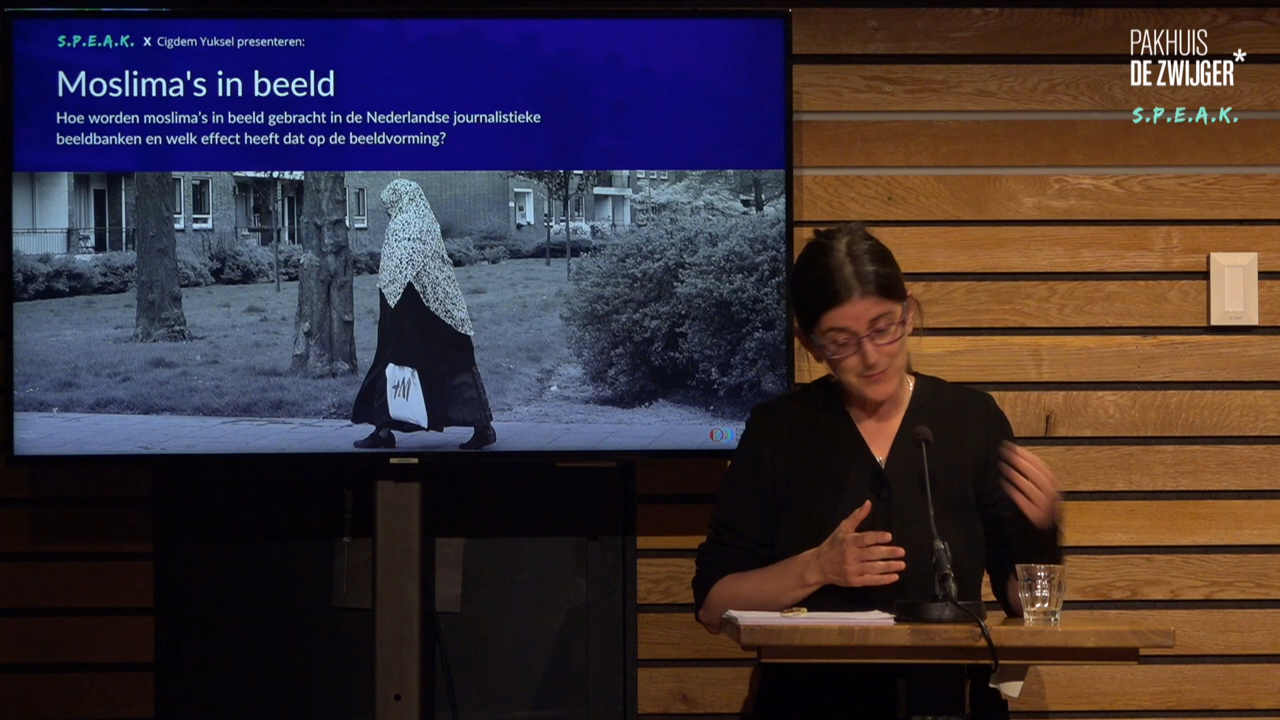 S.P.E.A.K. X Cigdem Yuksel presenteren:
Moslima's in beeld
Hoe worden moslima's in beeld gebracht in de Nederlandse journalistieke
beeldbanken en welk effect heeft dat op de beeldvorming?
H&M
PAKHUIS
DE ZWIJGER*
S.P.E.A.K.